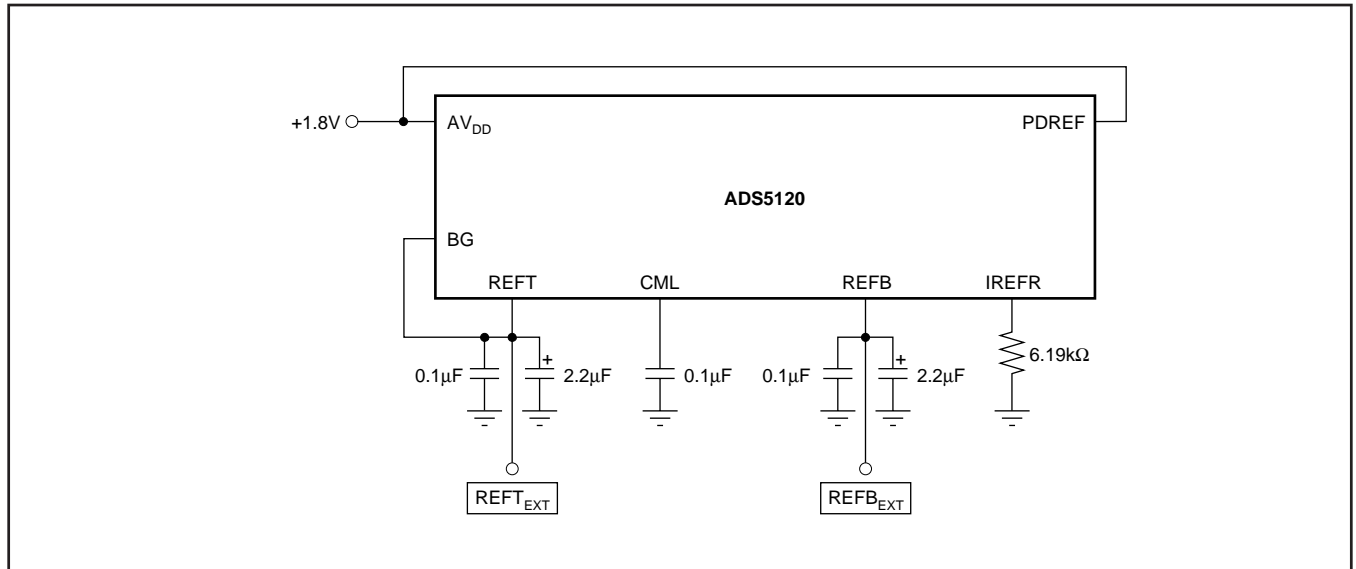 +1.8V
AVDD
PDREF
ADS5120
BG
REFT
CML
REFB
IREFR
0.1µF
2.2µF
0.1µF
0.1µF
2.2µF
6.19kΩ
+
+
REFTEXT
REFBEXT